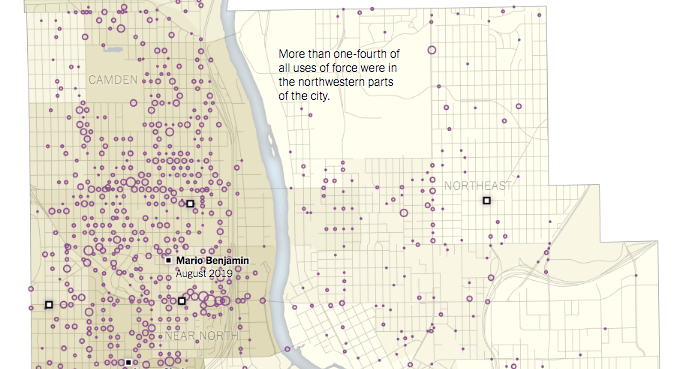 More than one-fourth of
all uses of force were in
the northwestern parts
of the city.
CAMDEN
NORTHEAST
Mario Benjamin
August 2019
NEAR NORTH